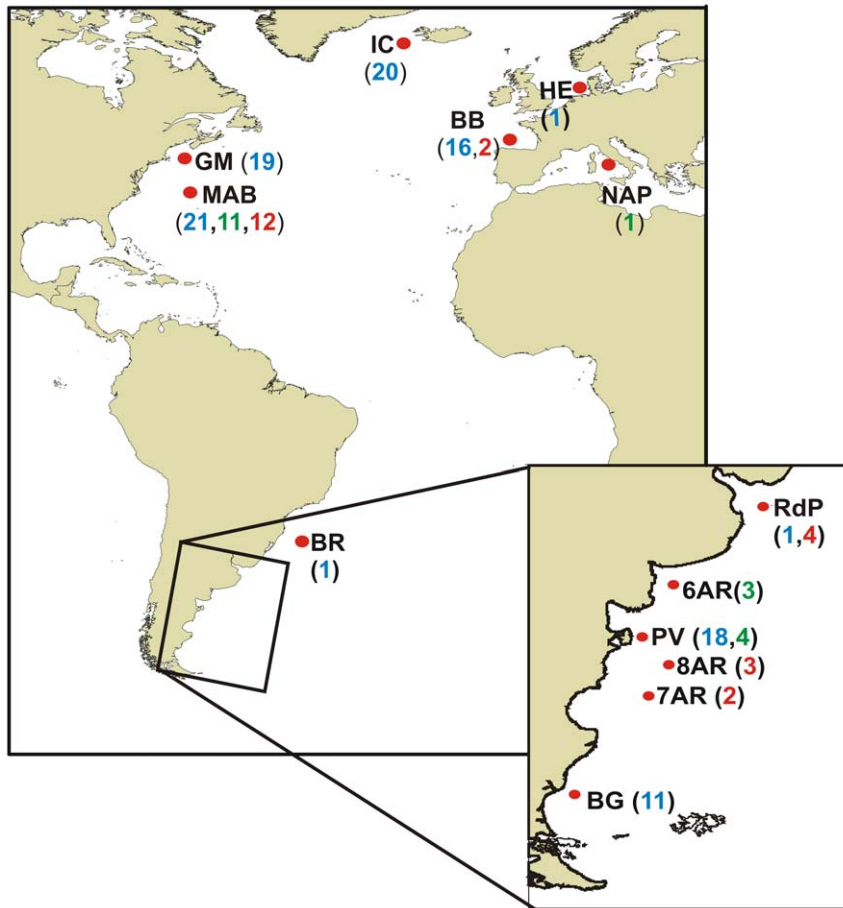 IC
(20)
HE
(1)
BB
(16,2)
GM (19)
NAP
(1)
MAB
(21,11,12)
BR
(1)
RdP
(1,4)
6AR(3)
PV (18,4)
8AR (3)
7AR (2)
BG (11)